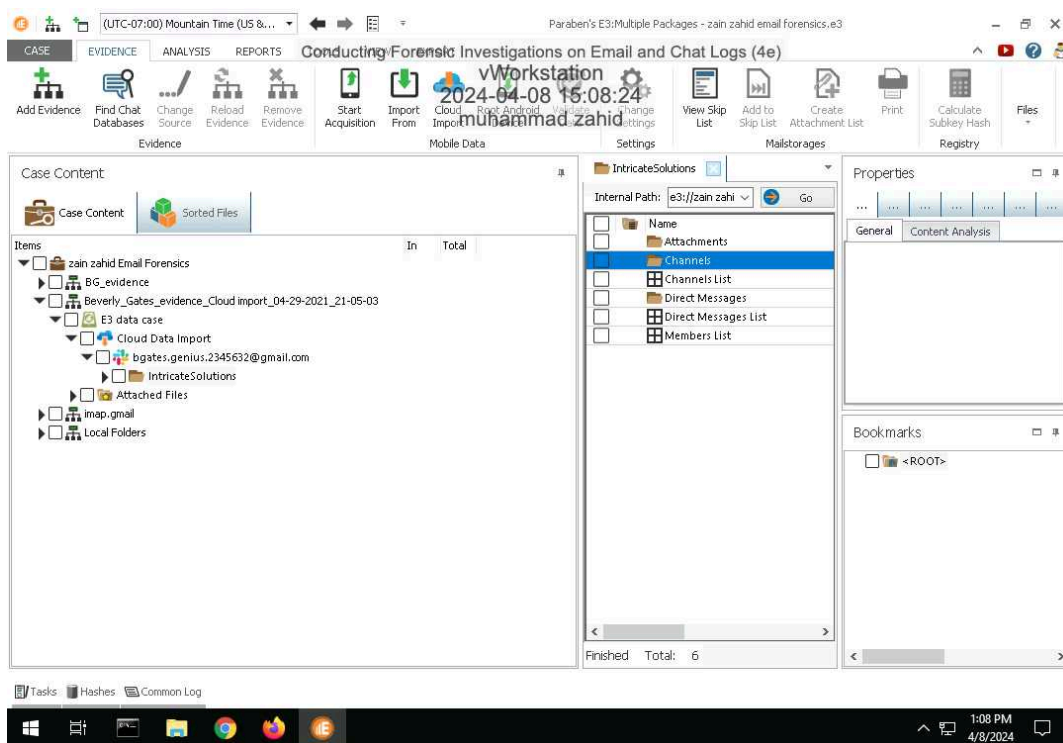 (UTC-07:00) Mountain Time (US &...
Paraben's E3:Multiple Packages - zain zahid email forensics.e3
CASE EVIDENCE ANALYSIS REPORTS
Conducting Forensic Investigations on Email and Chat Logs (4e)
vWorkstation
2024-04-08 15:08:24
muhammad zahid
Add Evidence
Find Chat Databases
Change Source
Reload Evidence
Remove Evidence
Start Acquisition
Import From
Cloud Import
Root Android
Change Settings
View Skip List
Add to Skip List
Create Attachment List
Print
Calculate Subkey Hash
Files
Evidence
Mobile Data
Settings
Mailstorages
Registry
Case Content
Case Content
Sorted Files
Items In Total
zain zahid Email Forensics
BG_evidence
Beverly_Gates_evidence_Cloud import_04-29-2021_21-05-03
E3 data case
Cloud Data Import
bgates.genius.2345632@gmail.com
IntricateSolutions
Attached Files
imap.gmail
Local Folders
IntricateSolutions
Internal Path: e3://zain zahi Go
Name
Attachments
Channels
Channels List
Direct Messages
Direct Messages List
Members List
Finished Total: 6
Properties
... ... ... ... ... ... ...
General Content Analysis
Bookmarks
<ROOT>
Tasks Hashes Common Log
1:08 PM
4/8/2024